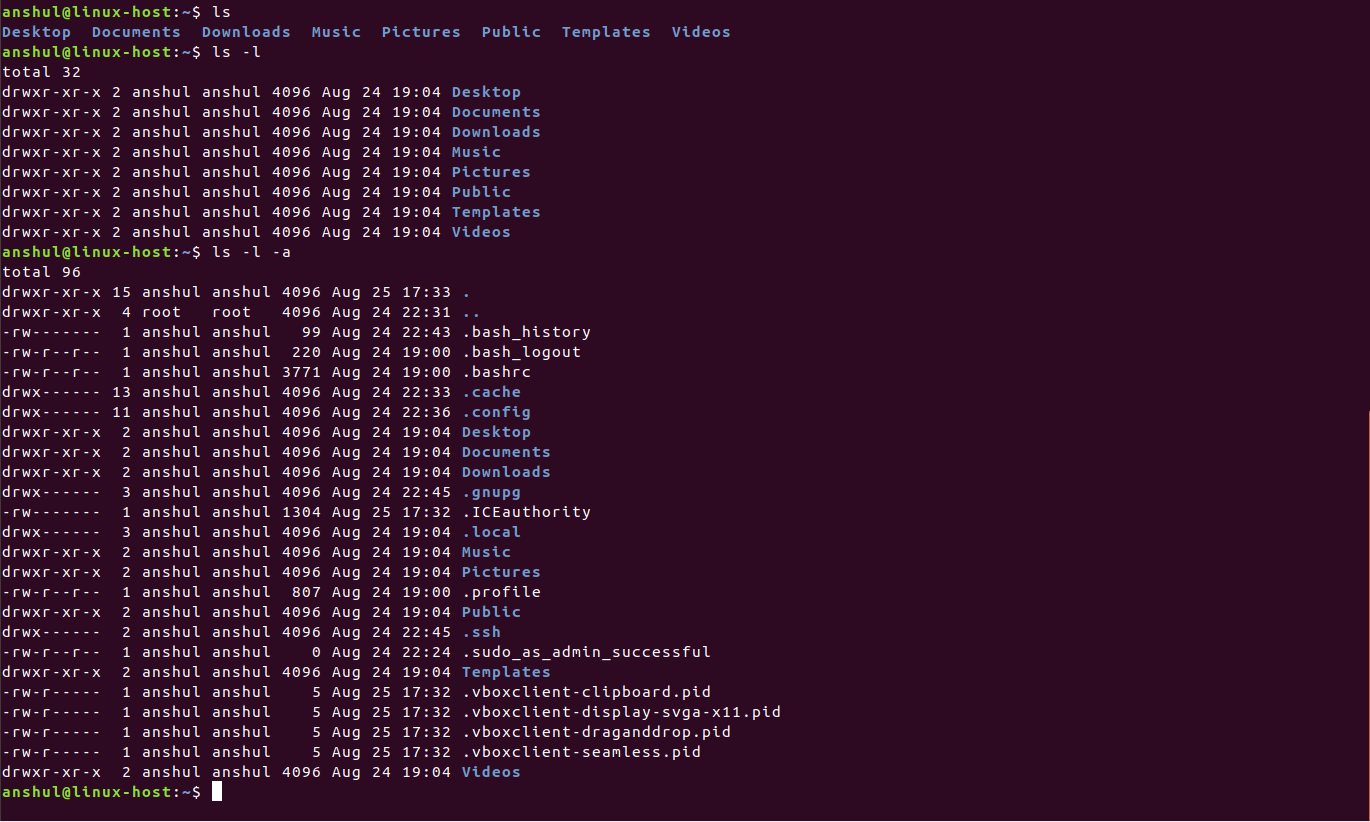 anshul@linux-host:~$ ls
Desktop  Documents  Downloads  Music  Pictures  Public  Templates  Videos
anshul@linux-host:~$ ls -l
total 32
drwxr-xr-x 2 anshul anshul 4096 Aug 24 19:04 Desktop
drwxr-xr-x 2 anshul anshul 4096 Aug 24 19:04 Documents
drwxr-xr-x 2 anshul anshul 4096 Aug 24 19:04 Downloads
drwxr-xr-x 2 anshul anshul 4096 Aug 24 19:04 Music
drwxr-xr-x 2 anshul anshul 4096 Aug 24 19:04 Pictures
drwxr-xr-x 2 anshul anshul 4096 Aug 24 19:04 Public
drwxr-xr-x 2 anshul anshul 4096 Aug 24 19:04 Templates
drwxr-xr-x 2 anshul anshul 4096 Aug 24 19:04 Videos
anshul@linux-host:~$ ls -l -a
total 96
drwxr-xr-x 15 anshul anshul 4096 Aug 25 17:33 .
drwxr-xr-x  4 root   root   4096 Aug 24 22:31 ..
-rw-------  1 anshul anshul   99 Aug 24 22:43 .bash_history
-rw-r--r--  1 anshul anshul  220 Aug 24 19:00 .bash_logout
-rw-r--r--  1 anshul anshul 3771 Aug 24 19:00 .bashrc
drwx------ 13 anshul anshul 4096 Aug 24 22:33 .cache
drwx------ 11 anshul anshul 4096 Aug 24 22:36 .config
drwxr-xr-x  2 anshul anshul 4096 Aug 24 19:04 Desktop
drwxr-xr-x  2 anshul anshul 4096 Aug 24 19:04 Documents
drwxr-xr-x  2 anshul anshul 4096 Aug 24 19:04 Downloads
drwx------  3 anshul anshul 4096 Aug 24 22:45 .gnupg
-rw-------  1 anshul anshul 1304 Aug 25 17:32 .ICEauthority
drwx------  3 anshul anshul 4096 Aug 24 19:04 .local
drwxr-xr-x  2 anshul anshul 4096 Aug 24 19:04 Music
drwxr-xr-x  2 anshul anshul 4096 Aug 24 19:04 Pictures
-rw-r--r--  1 anshul anshul  807 Aug 24 19:00 .profile
drwxr-xr-x  2 anshul anshul 4096 Aug 24 19:04 Public
drwx------  2 anshul anshul 4096 Aug 24 22:45 .ssh
-rw-r--r--  1 anshul anshul    0 Aug 24 22:24 .sudo_as_admin_successful
drwxr-xr-x  2 anshul anshul 4096 Aug 24 19:04 Templates
-rw-r-----  1 anshul anshul    5 Aug 25 17:32 .vboxclient-clipboard.pid
-rw-r-----  1 anshul anshul    5 Aug 25 17:32 .vboxclient-display-svga-x11.pid
-rw-r-----  1 anshul anshul    5 Aug 25 17:32 .vboxclient-draganddrop.pid
-rw-r-----  1 anshul anshul    5 Aug 25 17:32 .vboxclient-seamless.pid
drwxr-xr-x  2 anshul anshul 4096 Aug 24 19:04 Videos
anshul@linux-host:~$